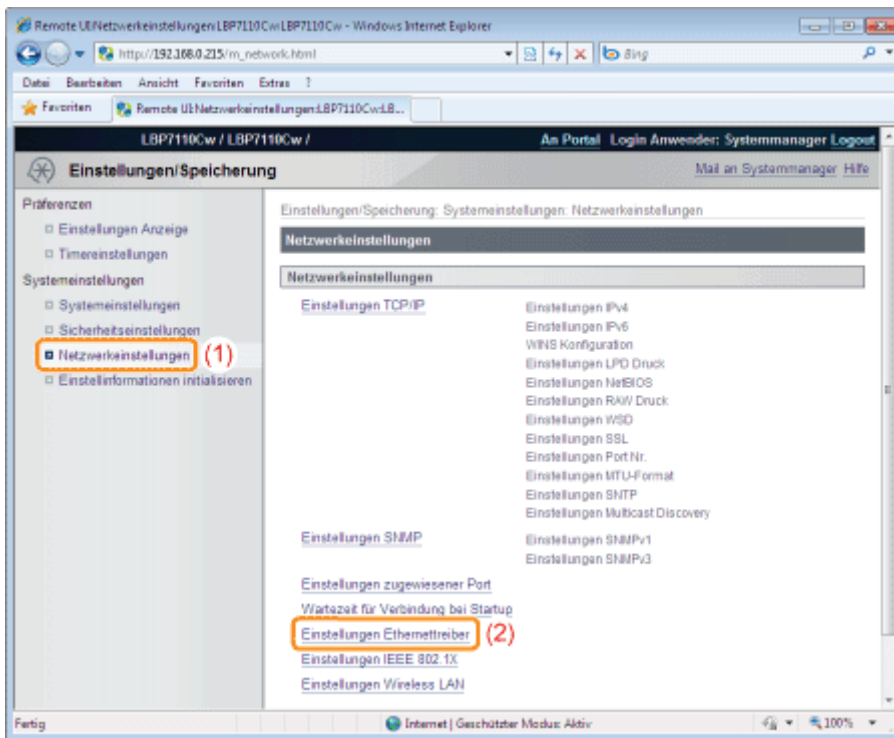 Remote UI:Netzwerkeinstellungen:LBP7110Cw:LBP7110Cw - Windows Internet Explorer
http://192.168.0.215/m_network.html
Bing
Datei Bearbeiten Ansicht Favoriten Extras ?
Favoriten Remote UI:Netzwerkeinstellungen:LBP7110Cw:LB...
LBP7110Cw / LBP7110Cw / An Portal Login Anwender: Systemmanager Logout
Einstellungen/Speicherung Mail an Systemmanager Hilfe
Präferenzen
Einstellungen Anzeige
Timereinstellungen
Systemeinstellungen
Systemeinstellungen
Sicherheitseinstellungen
Netzwerkeinstellungen (1)
Einstellinformationen initialisieren
Einstellungen/Speicherung: Systemeinstellungen: Netzwerkeinstellungen
Netzwerkeinstellungen
Netzwerkeinstellungen
Einstellungen TCP/IP Einstellungen IPv4
Einstellungen IPv6
WINS Konfiguration
Einstellungen LPD Druck
Einstellungen NetBIOS
Einstellungen RAW Druck
Einstellungen WSD
Einstellungen SSL
Einstellungen Port Nr.
Einstellungen MTU-Format
Einstellungen SNTP
Einstellungen Multicast Discovery
Einstellungen SNMP Einstellungen SNMPv1
Einstellungen SNMPv3
Einstellungen zugewiesener Port
Wartezeit für Verbindung bei Startup
Einstellungen Ethernettreiber (2)
Einstellungen IEEE 802.1X
Einstellungen Wireless LAN
Fertig Internet | Geschützter Modus: Aktiv 100%